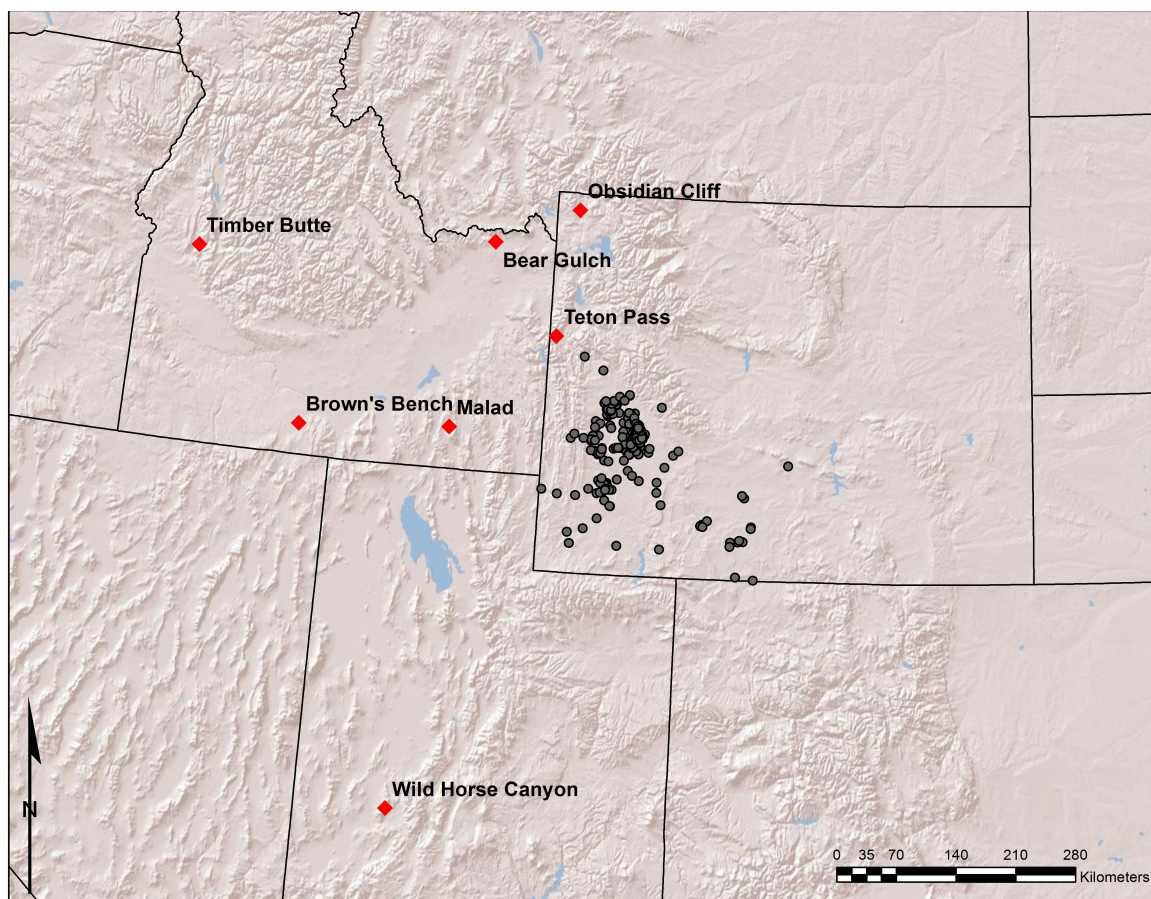 Obsidian Cliff
Timber Butte
Bear Gulch
Teton Pass
Brown's Bench
Malad
Wild Horse Canyon
N
0 35 70 140 210 280
Kilometers